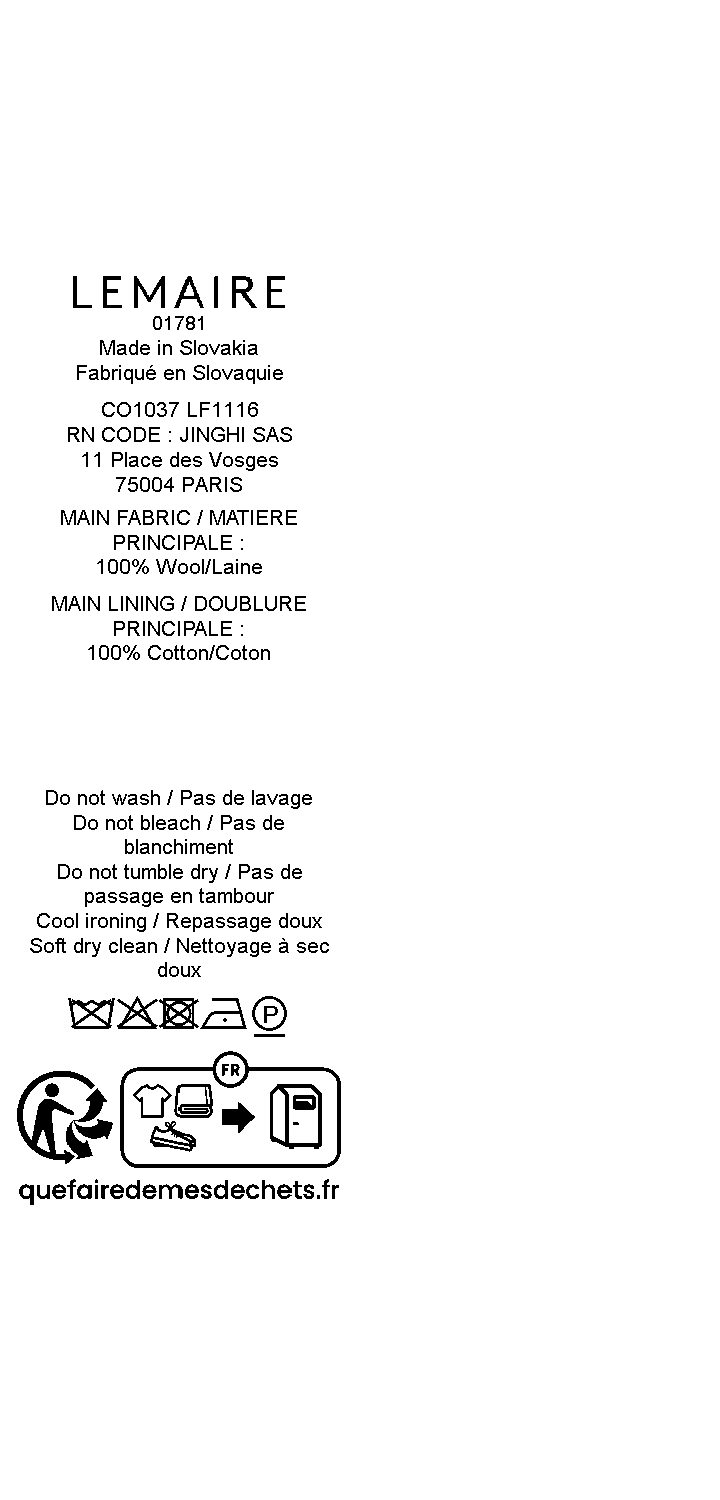 LEMAIRE
01781
Made in Slovakia
Fabriqué en Slovaquie
CO1037 LF1116
RN CODE : JINGHI SAS
11 Place des Vosges
75004 PARIS
MAIN FABRIC / MATIERE
PRINCIPALE :
100% Wool/Laine
MAIN LINING / DOUBLURE
PRINCIPALE :
100% Cotton/Coton
Do not wash / Pas de lavage
Do not bleach / Pas de
blanchiment
Do not tumble dry / Pas de
passage en tambour
Cool ironing / Repassage doux
Soft dry clean / Nettoyage à sec
doux
P
FR
quefairedemesdechets.fr